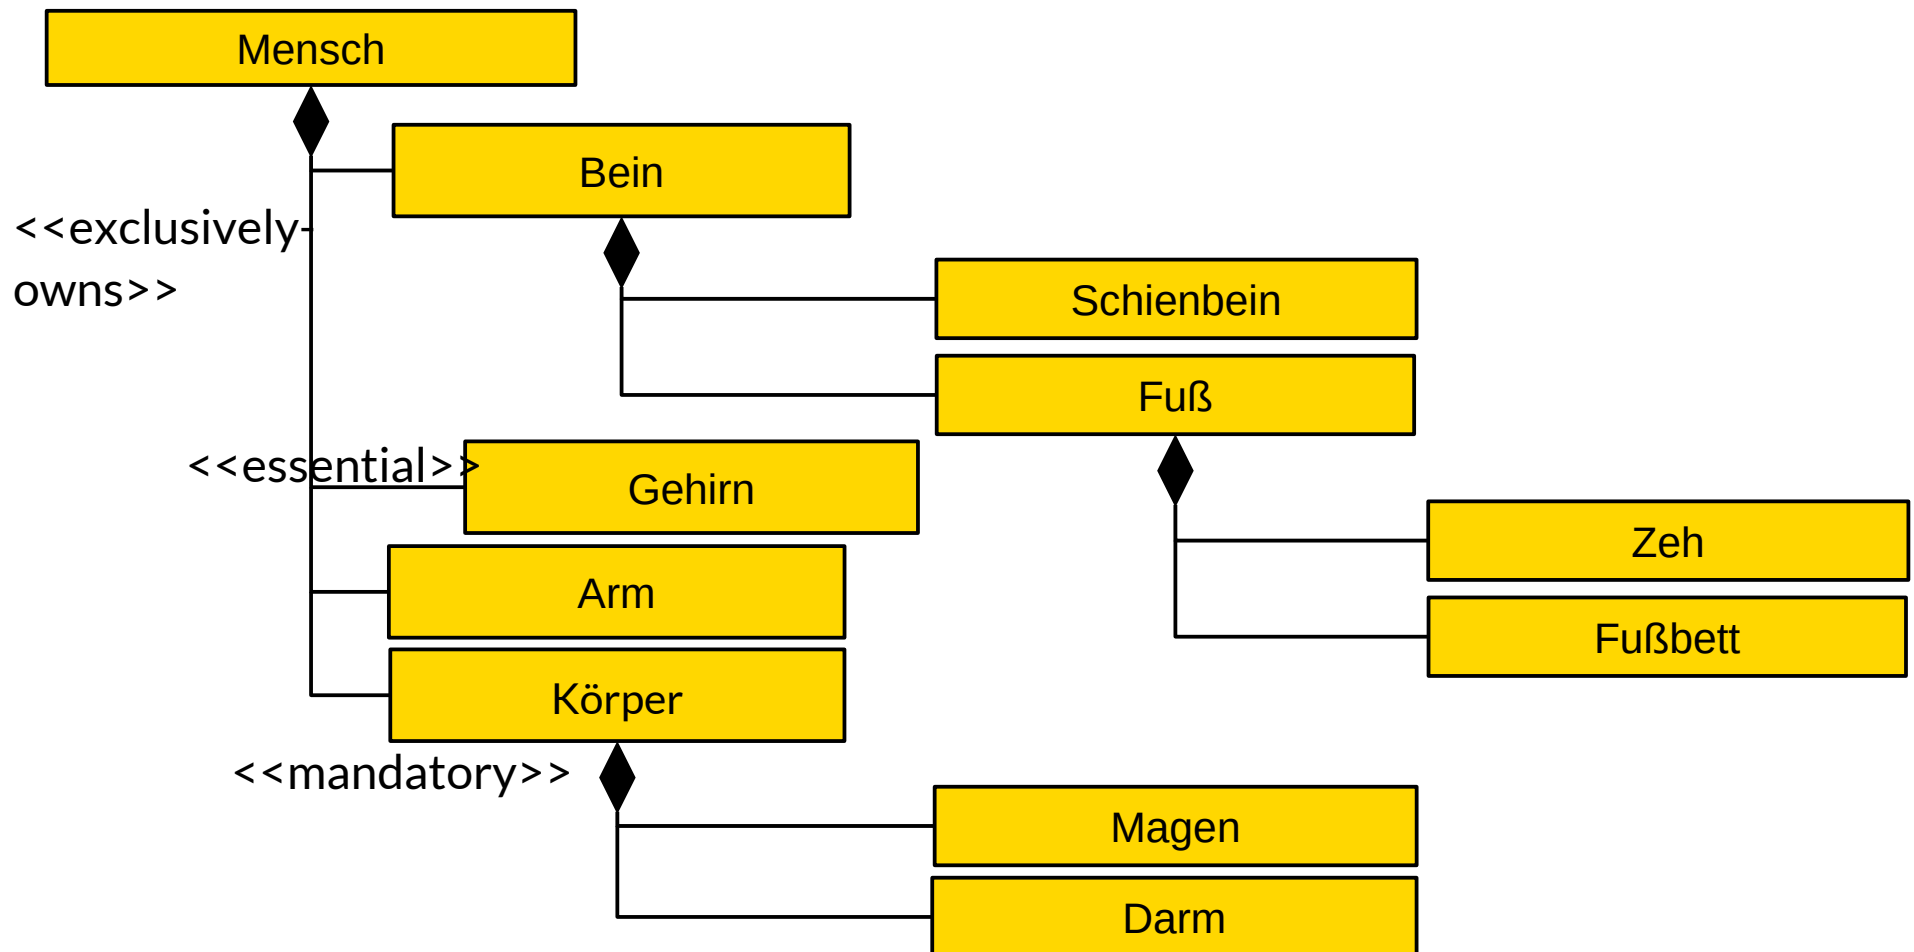 Mensch
Bein
<<exclusively-
owns>>
Schienbein
Fuß
<<essential>>
Gehirn
Zeh
Arm
Fußbett
Körper
<<mandatory>>
Magen
Darm